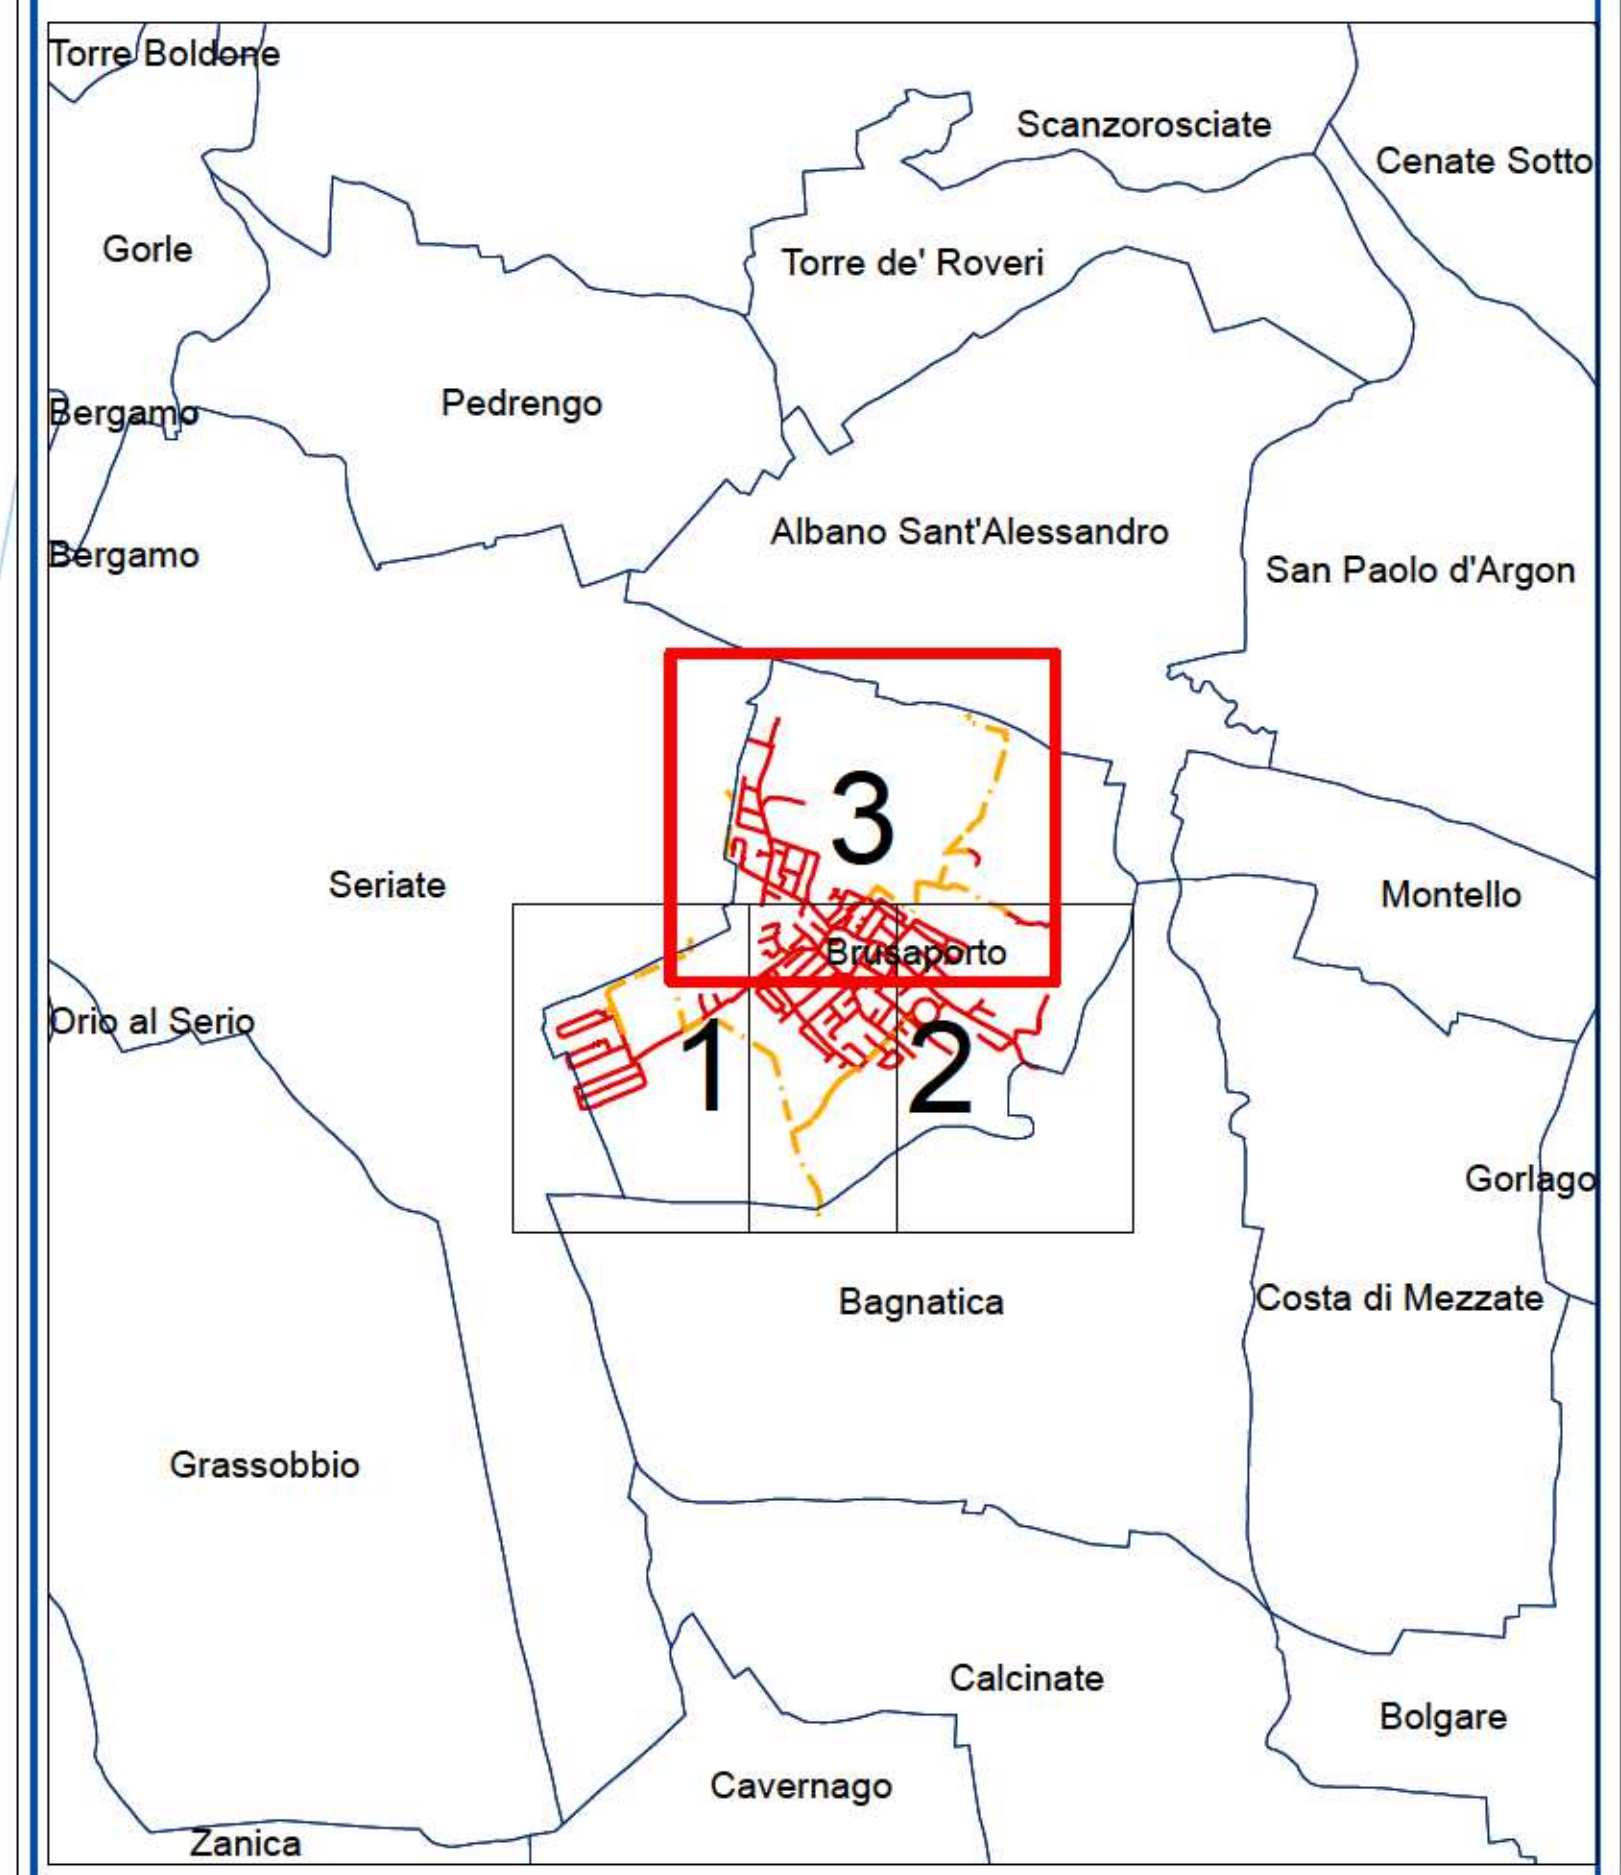 Torre Boldone
Scanzorosciate
Cenate Sotto
Gorle
Torre de' Roveri
Pedrengo
Bergamo
Albano Sant'Alessandro
Bergamo
San Paolo d'Argon
3
Seriate
Montello
Brusaporto
Orio al Serio
1
2
Gorlago
Bagnatica
Costa di Mezzate
Grassobbio
Calcinate
Bolgare
Cavernago
Zanica